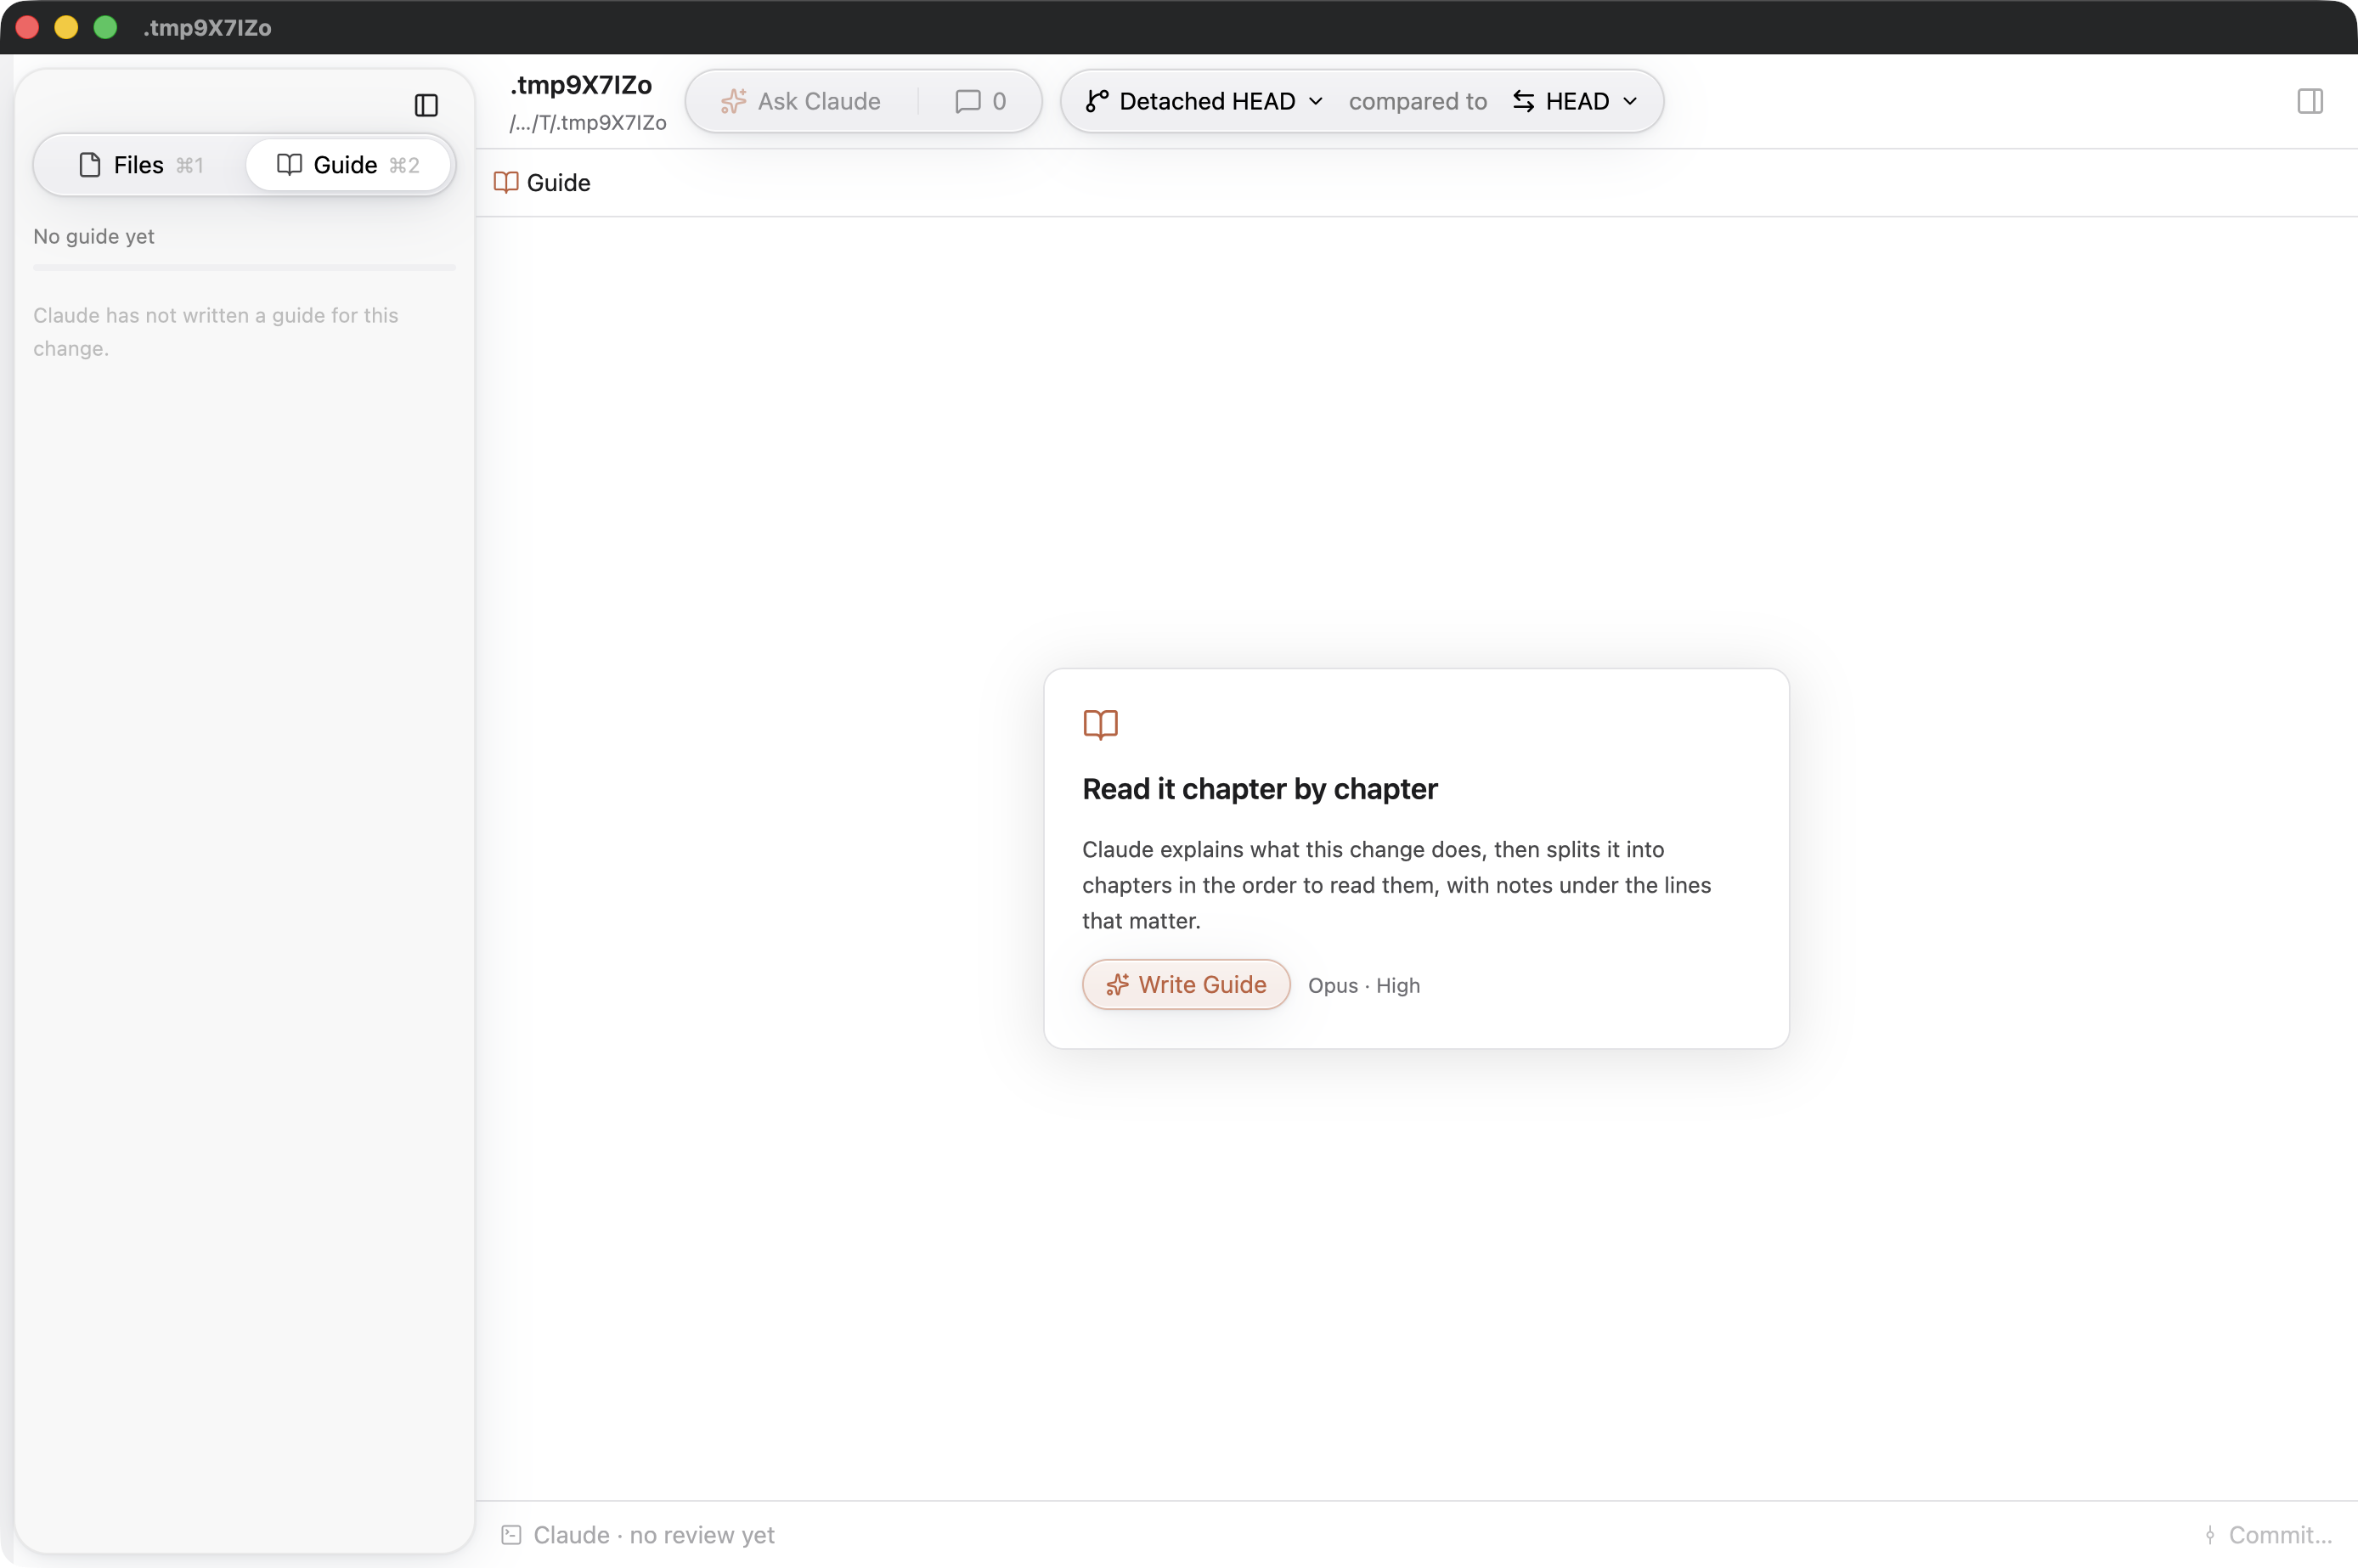 .tmp9X7IZo
Files ⌘1
Guide ⌘2
No guide yet
Claude has not written a guide for this
change.
.tmp9X7IZo
/.../T/.tmp9X7IZo
Ask Claude
0
Detached HEAD
compared to
HEAD
Guide
Read it chapter by chapter
Claude explains what this change does, then splits it into
chapters in the order to read them, with notes under the lines
that matter.
Write Guide
Opus · High
Claude · no review yet
Commit...